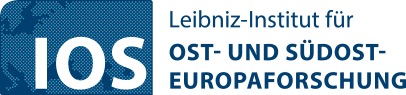 IOS
Leibniz-Institut für
OST- UND SÜDOST-
EUROPAFORSCHUNG